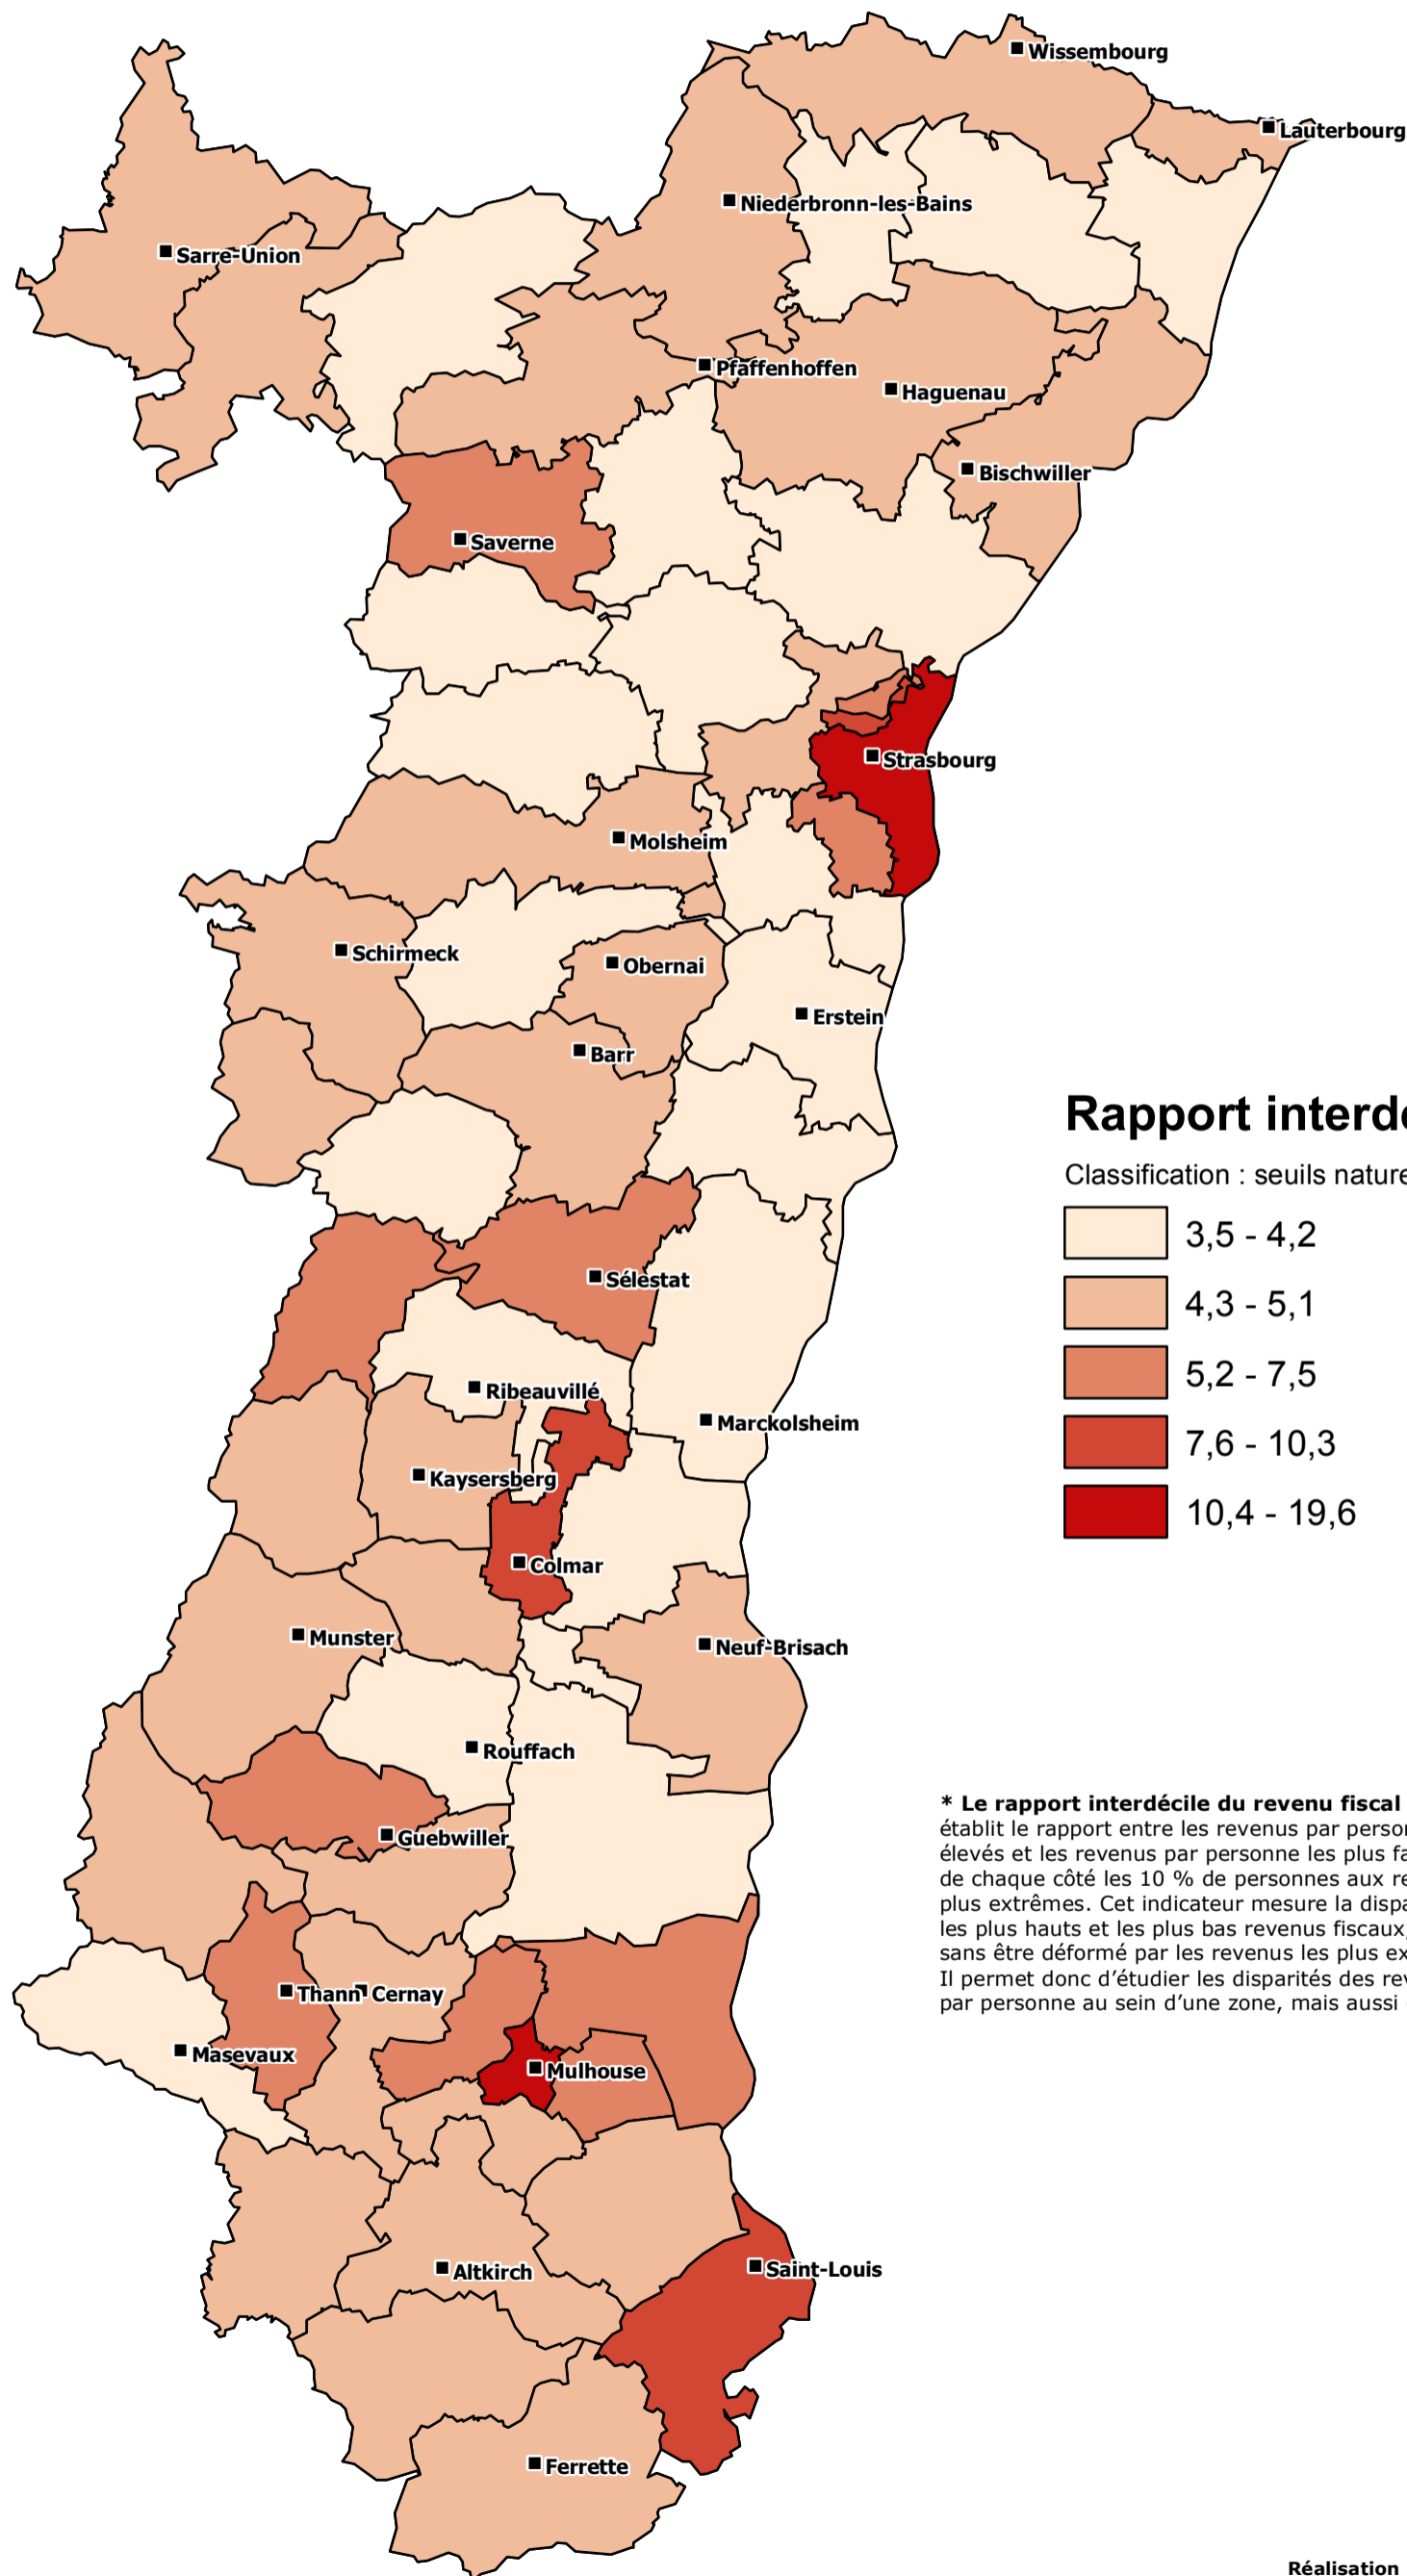 Wissembourg
Lauterbourg
Niederbronn-les-Bains
Sarre-Union
Pfaffenhoffen
Haguenau
Bischwiller
Saverne
Strasbourg
Molsheim
Schirmeck
Obernai
Erstein
Barr
Sélestat
Ribeauvillé
Marckolsheim
Kaysersberg
Colmar
Munster
Neuf-Brisach
Rouffach
Guebwiller
Thann
Cernay
Masevaux
Mulhouse
Altkirch
Saint-Louis
Ferrette
Rapport interdé
Classification : seuils nature
3,5 - 4,2
4,3 - 5,1
5,2 - 7,5
7,6 - 10,3
10,4 - 19,6
* Le rapport interdécile du revenu fiscal
établit le rapport entre les revenus par person
élevés et les revenus par personne les plus fa
de chaque côté les 10 % de personnes aux re
plus extrêmes. Cet indicateur mesure la dispa
les plus hauts et les plus bas revenus fiscaux,
sans être déformé par les revenus les plus ex
Il permet donc d’étudier les disparités des rev
par personne au sein d’une zone, mais aussi
Réalisation